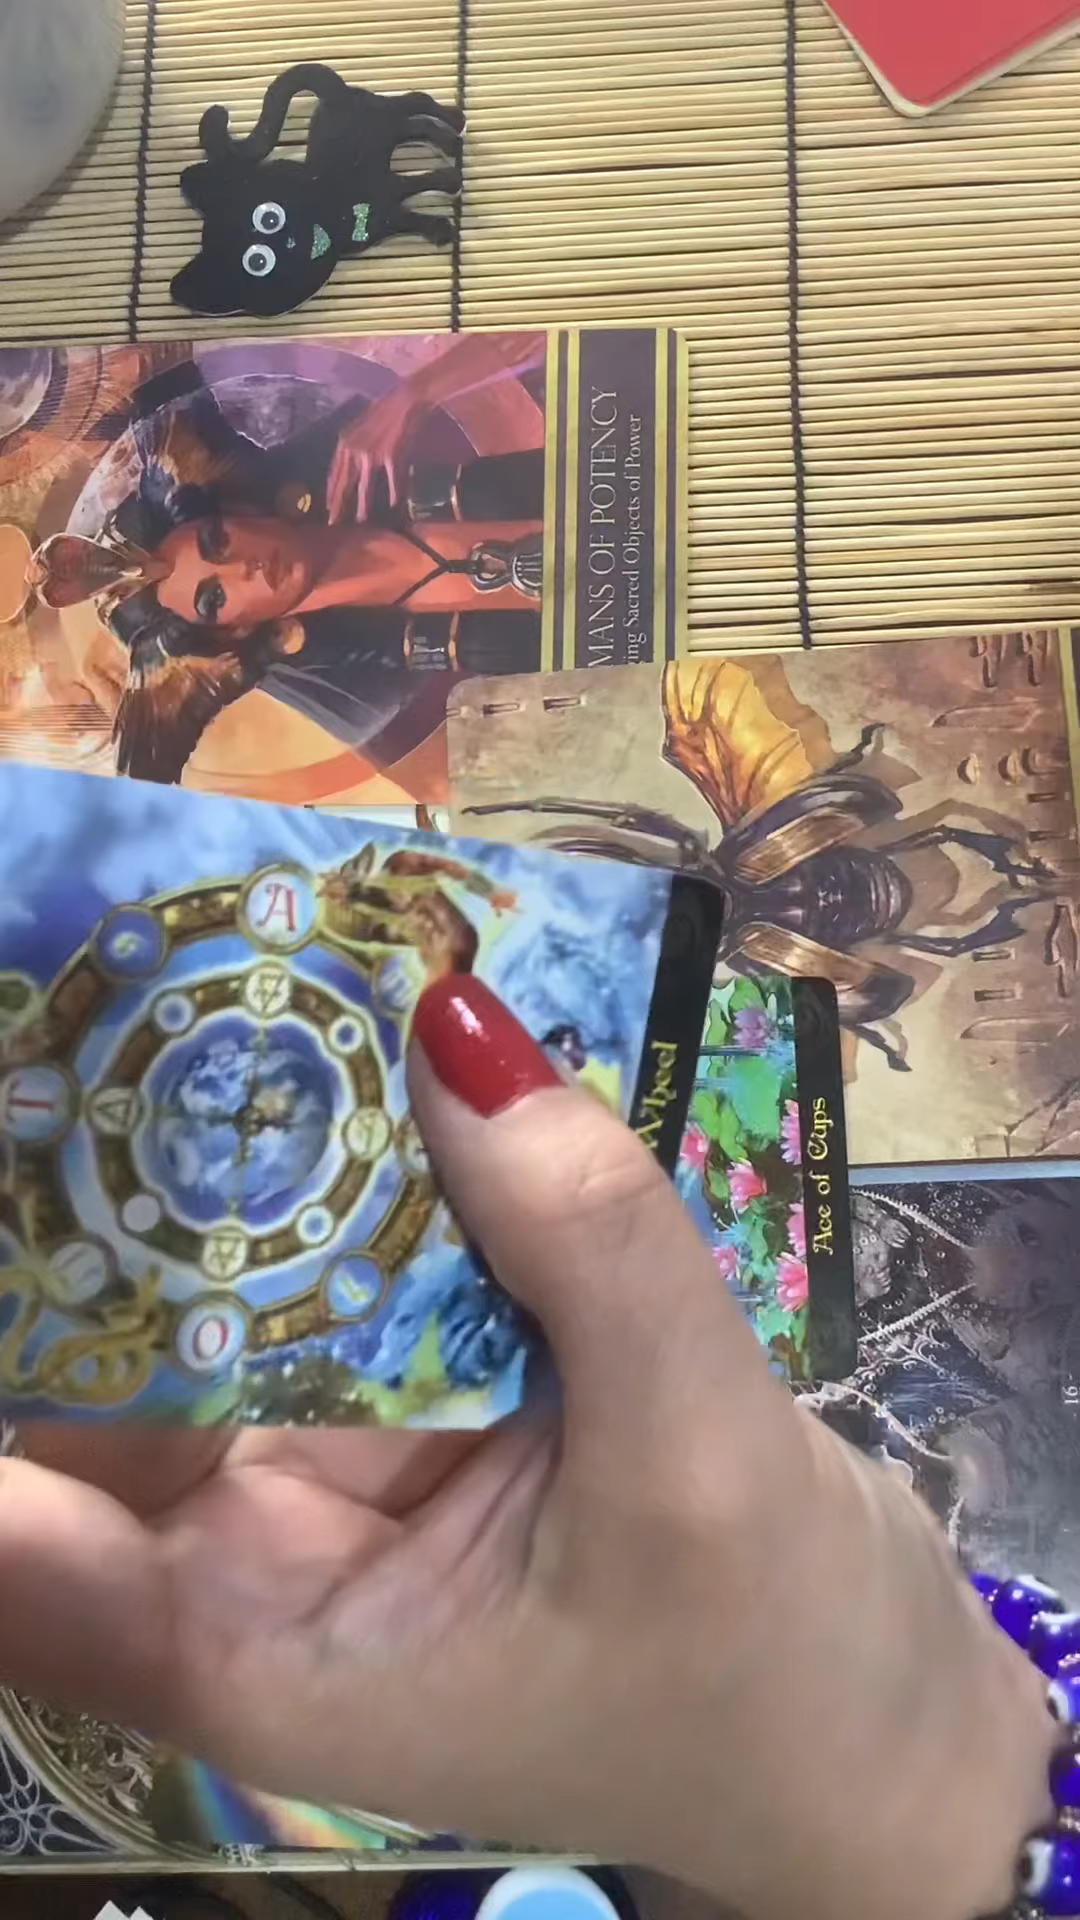 MANS OF POTENCY
ing Sacred Objects of Power
A
T
O
Wheel
Ace of Cups
16